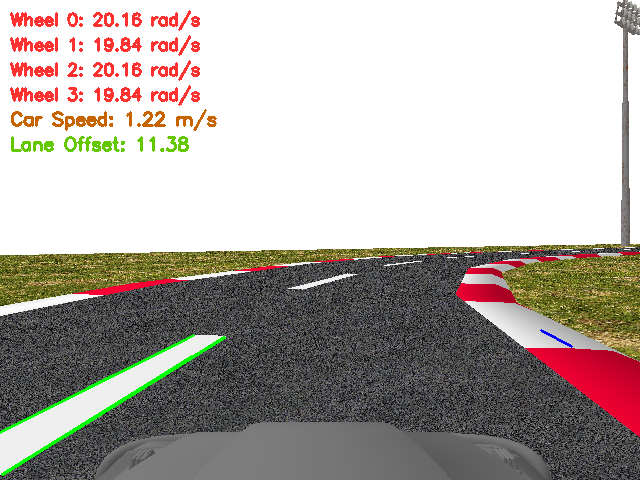 Wheel 0: 20.16 rad/s
Wheel 1: 19.84 rad/s
Wheel 2: 20.16 rad/s
Wheel 3: 19.84 rad/s
Car Speed: 1.22 m/s
Lane Offset: 11.38